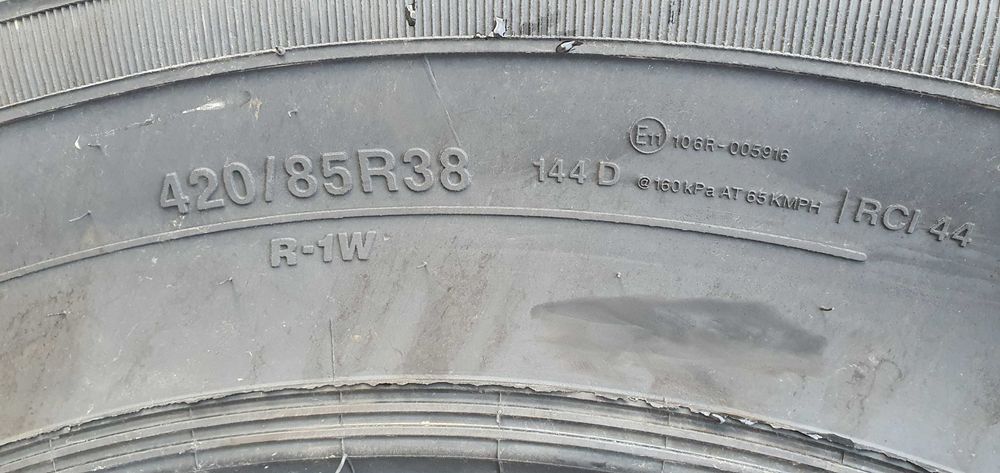 420/85R38 144 D @160 kPa AT 65 KMPH | RCI 44
E11 106R-005916
R-1W